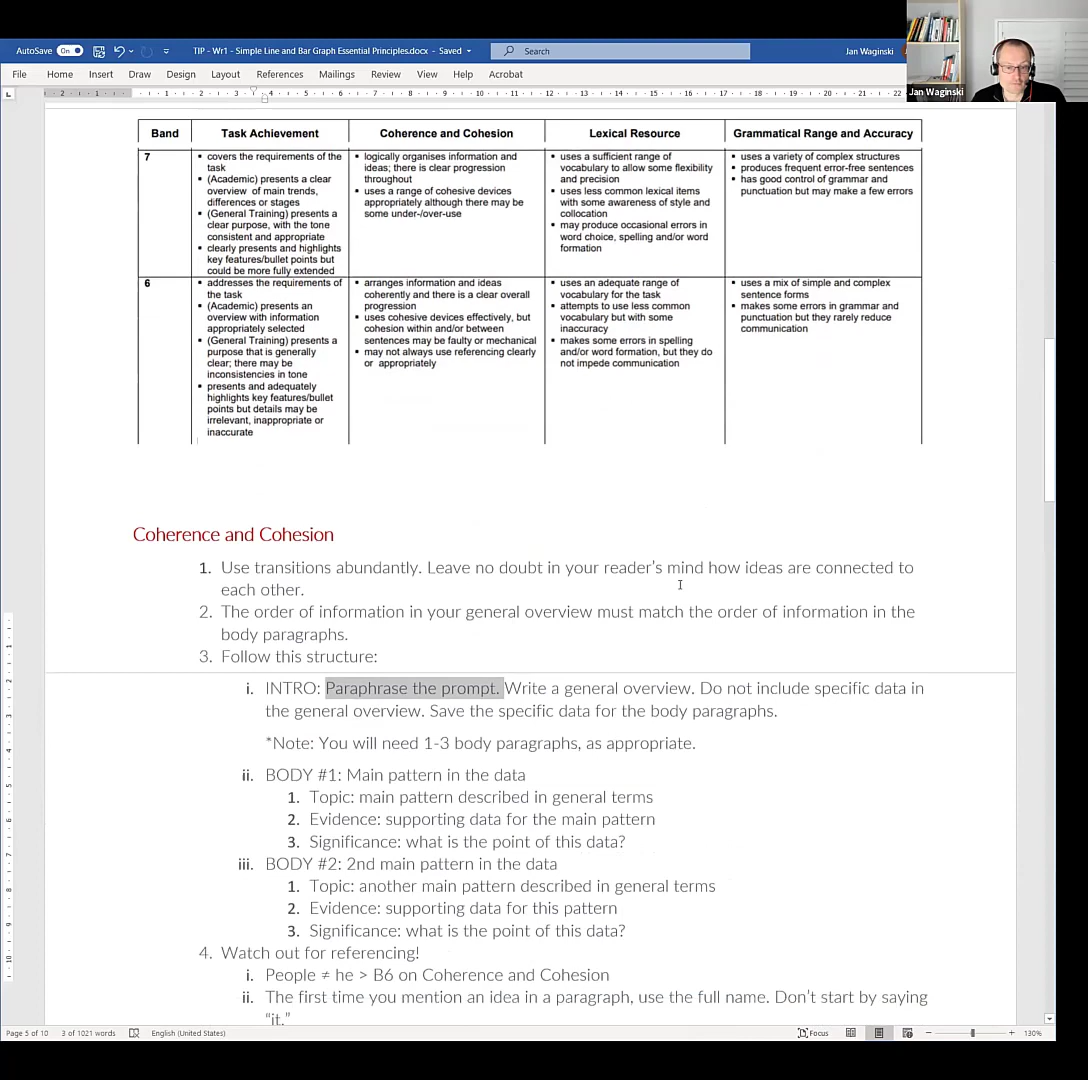 AutoSave On TIP - Wr1 - Simple Line and Bar Graph Essential Principles.docx - Saved Search Jan Waginski
Jan Waginski
File Home Insert Draw Design Layout References Mailings Review View Help Acrobat
2 1 1 2 3 4 5 6 7 8 9 10 11 12 13 14 15 16 17 18 19 20 21 22
Band Task Achievement Coherence and Cohesion Lexical Resource Grammatical Range and Accuracy
7
• covers the requirements of the
task
• (Academic) presents a clear
overview of main trends,
differences or stages
• (General Training) presents a
clear purpose, with the tone
consistent and appropriate
• clearly presents and highlights
key features/bullet points but
could be more fully extended
• logically organises information and
ideas; there is clear progression
throughout
• uses a range of cohesive devices
appropriately although there may be
some under-/over-use
• uses a sufficient range of
vocabulary to allow some flexibility
and precision
• uses less common lexical items
with some awareness of style and
collocation
• may produce occasional errors in
word choice, spelling and/or word
formation
• uses a variety of complex structures
• produces frequent error-free sentences
• has good control of grammar and
punctuation but may make a few errors
6
• addresses the requirements of
the task
• (Academic) presents an
overview with information
appropriately selected
• (General Training) presents a
purpose that is generally
clear; there may be
inconsistencies in tone
• presents and adequately
highlights key features/bullet
points but details may be
irrelevant, inappropriate or
inaccurate
• arranges information and ideas
coherently and there is a clear overall
progression
• uses cohesive devices effectively, but
cohesion within and/or between
sentences may be faulty or mechanical
• may not always use referencing clearly
or appropriately
• uses an adequate range of
vocabulary for the task
• attempts to use less common
vocabulary but with some
inaccuracy
• makes some errors in spelling
and/or word formation, but they do
not impede communication
• uses a mix of simple and complex
sentence forms
• makes some errors in grammar and
punctuation but they rarely reduce
communication
Coherence and Cohesion
1. Use transitions abundantly. Leave no doubt in your reader's mind how ideas are connected to
each other.
2. The order of information in your general overview must match the order of information in the
body paragraphs.
3. Follow this structure:
i. INTRO: Paraphrase the prompt. Write a general overview. Do not include specific data in
the general overview. Save the specific data for the body paragraphs.
*Note: You will need 1-3 body paragraphs, as appropriate.
ii. BODY #1: Main pattern in the data
1. Topic: main pattern described in general terms
2. Evidence: supporting data for the main pattern
3. Significance: what is the point of this data?
iii. BODY #2: 2nd main pattern in the data
1. Topic: another main pattern described in general terms
2. Evidence: supporting data for this pattern
3. Significance: what is the point of this data?
4. Watch out for referencing!
i. People ≠ he > B6 on Coherence and Cohesion
ii. The first time you mention an idea in a paragraph, use the full name. Don't start by saying
"it."
Page 5 of 10 3 of 1021 words English (United States) Focus 130%